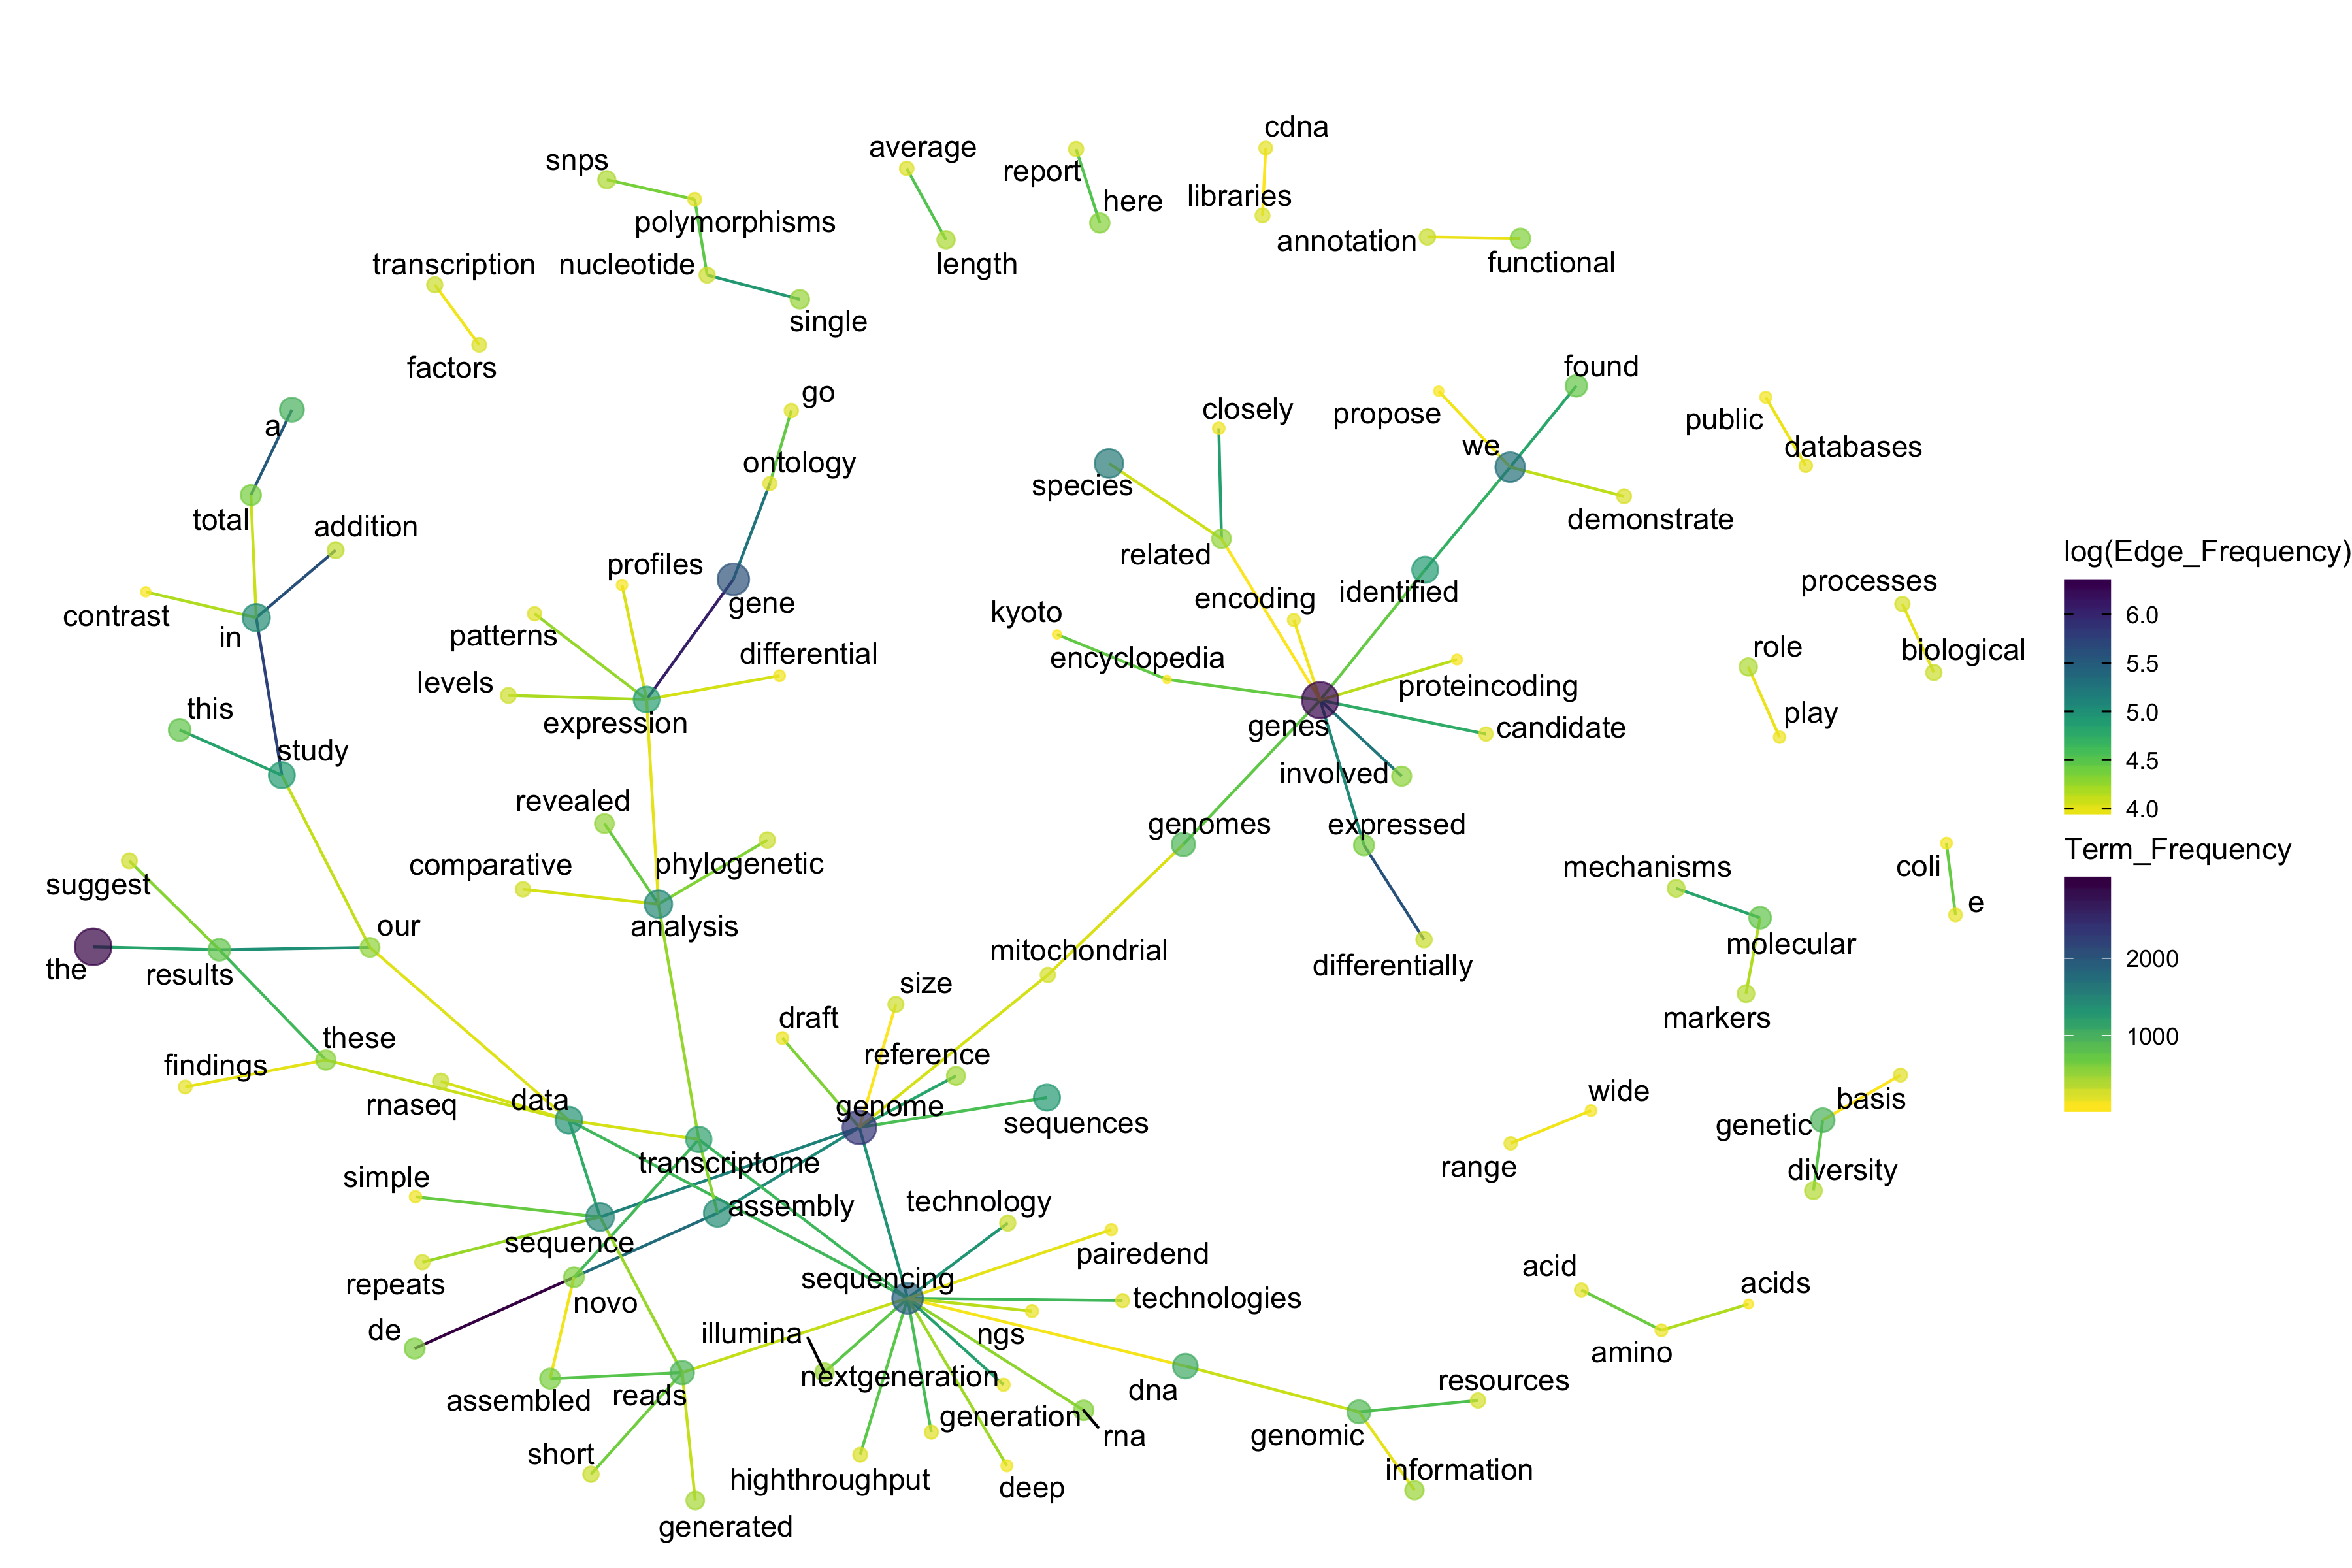 cdna
average
snps
report
libraries
here
polymorphisms
annotation
nucleotide
transcription
length
functional
single
factors
found
go
closely
propose
a
public
we
databases
ontology
species
total
addition
demonstrate
related
profiles
processes
identified
encoding
gene
kyoto
contrast
in
patterns
role
biological
differential
encyclopedia
levels
proteincoding
this
play
expression
genes
candidate
study
involved
revealed
genomes
expressed
comparative
phylogenetic
mechanisms
coli
suggest
e
our
analysis
molecular
mitochondrial
the
results
differentially
size
draft
markers
these
reference
findings
wide
basis
rnaseq
data
genome
sequences
genetic
transcriptome
range
simple
diversity
technology
assembly
sequence
pairedend
acid
sequencing
repeats
acids
technologies
novo
de
illumina
ngs
amino
nextgeneration
resources
dna
assembled
reads
generation
rna
genomic
short
information
highthroughput
deep
generated
log(Edge_Frequency)
6.0
5.5
5.0
4.5
4.0
Term_Frequency
2000
1000